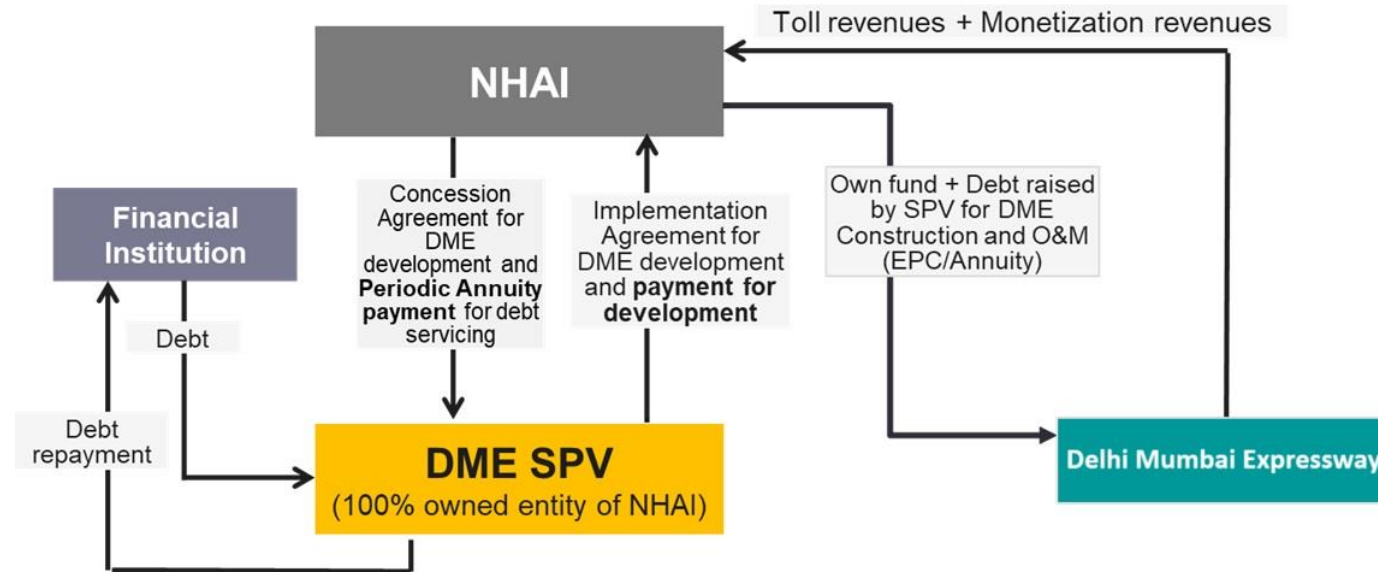 Toll revenues + Monetization revenues
NHAI
Financial
Institution
Concession
Agreement for
DME
development and
Periodic Annuity
payment for debt
servicing
Implementation
Agreement for
DME development
and payment for
development
Own fund + Debt raised
by SPV for DME
Construction and O&M
(EPC/Annuity)
Debt
Debt
repayment
DME SPV
(100% owned entity of NHAI)
Delhi Mumbai Expressway